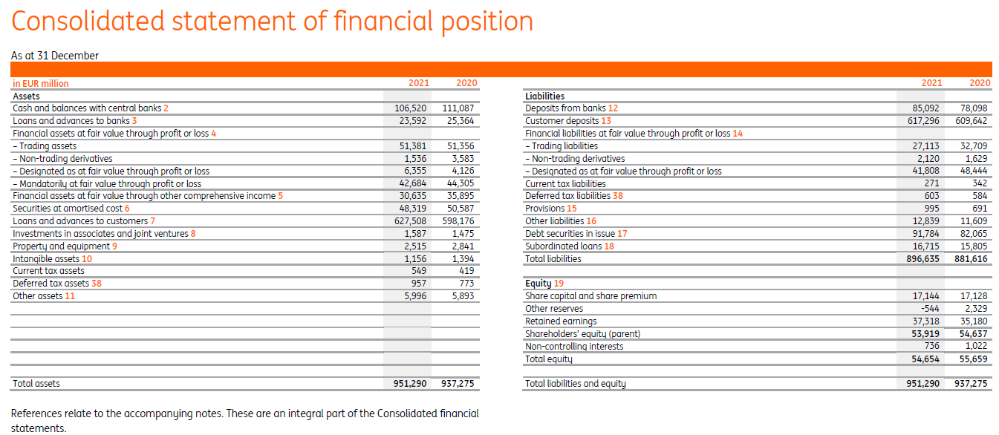 Consolidated statement of financial position
As at 31 December
in EUR million 2021 2020
Assets
Cash and balances with central banks 2 106,520 111,087
Loans and advances to banks 3 23,592 25,364
Financial assets at fair value through profit or loss 4
– Trading assets 51,381 51,356
– Non-trading derivatives 1,536 3,583
– Designated as at fair value through profit or loss 6,355 4,126
– Mandatorily at fair value through profit or loss 42,684 44,305
Financial assets at fair value through other comprehensive income 5 30,635 35,895
Securities at amortised cost 6 48,319 50,587
Loans and advances to customers 7 627,508 598,176
Investments in associates and joint ventures 8 1,587 1,475
Property and equipment 9 2,515 2,841
Intangible assets 10 1,156 1,394
Current tax assets 549 419
Deferred tax assets 38 957 773
Other assets 11 5,996 5,893
Total assets 951,290 937,275
2021 2020
Liabilities
Deposits from banks 12 85,092 78,098
Customer deposits 13 617,296 609,642
Financial liabilities at fair value through profit or loss 14
– Trading liabilities 27,113 32,709
– Non-trading derivatives 2,120 1,629
– Designated as at fair value through profit or loss 41,808 48,444
Current tax liabilities 271 342
Deferred tax liabilities 38 603 584
Provisions 15 995 691
Other liabilities 16 12,839 11,609
Debt securities in issue 17 91,784 82,065
Subordinated loans 18 16,715 15,805
Total liabilities 896,635 881,616
Equity 19
Share capital and share premium 17,144 17,128
Other reserves -544 2,329
Retained earnings 37,318 35,180
Shareholders’ equity (parent) 53,919 54,637
Non-controlling interests 736 1,022
Total equity 54,654 55,659
Total liabilities and equity 951,290 937,275
References relate to the accompanying notes. These are an integral part of the Consolidated financial
statements.